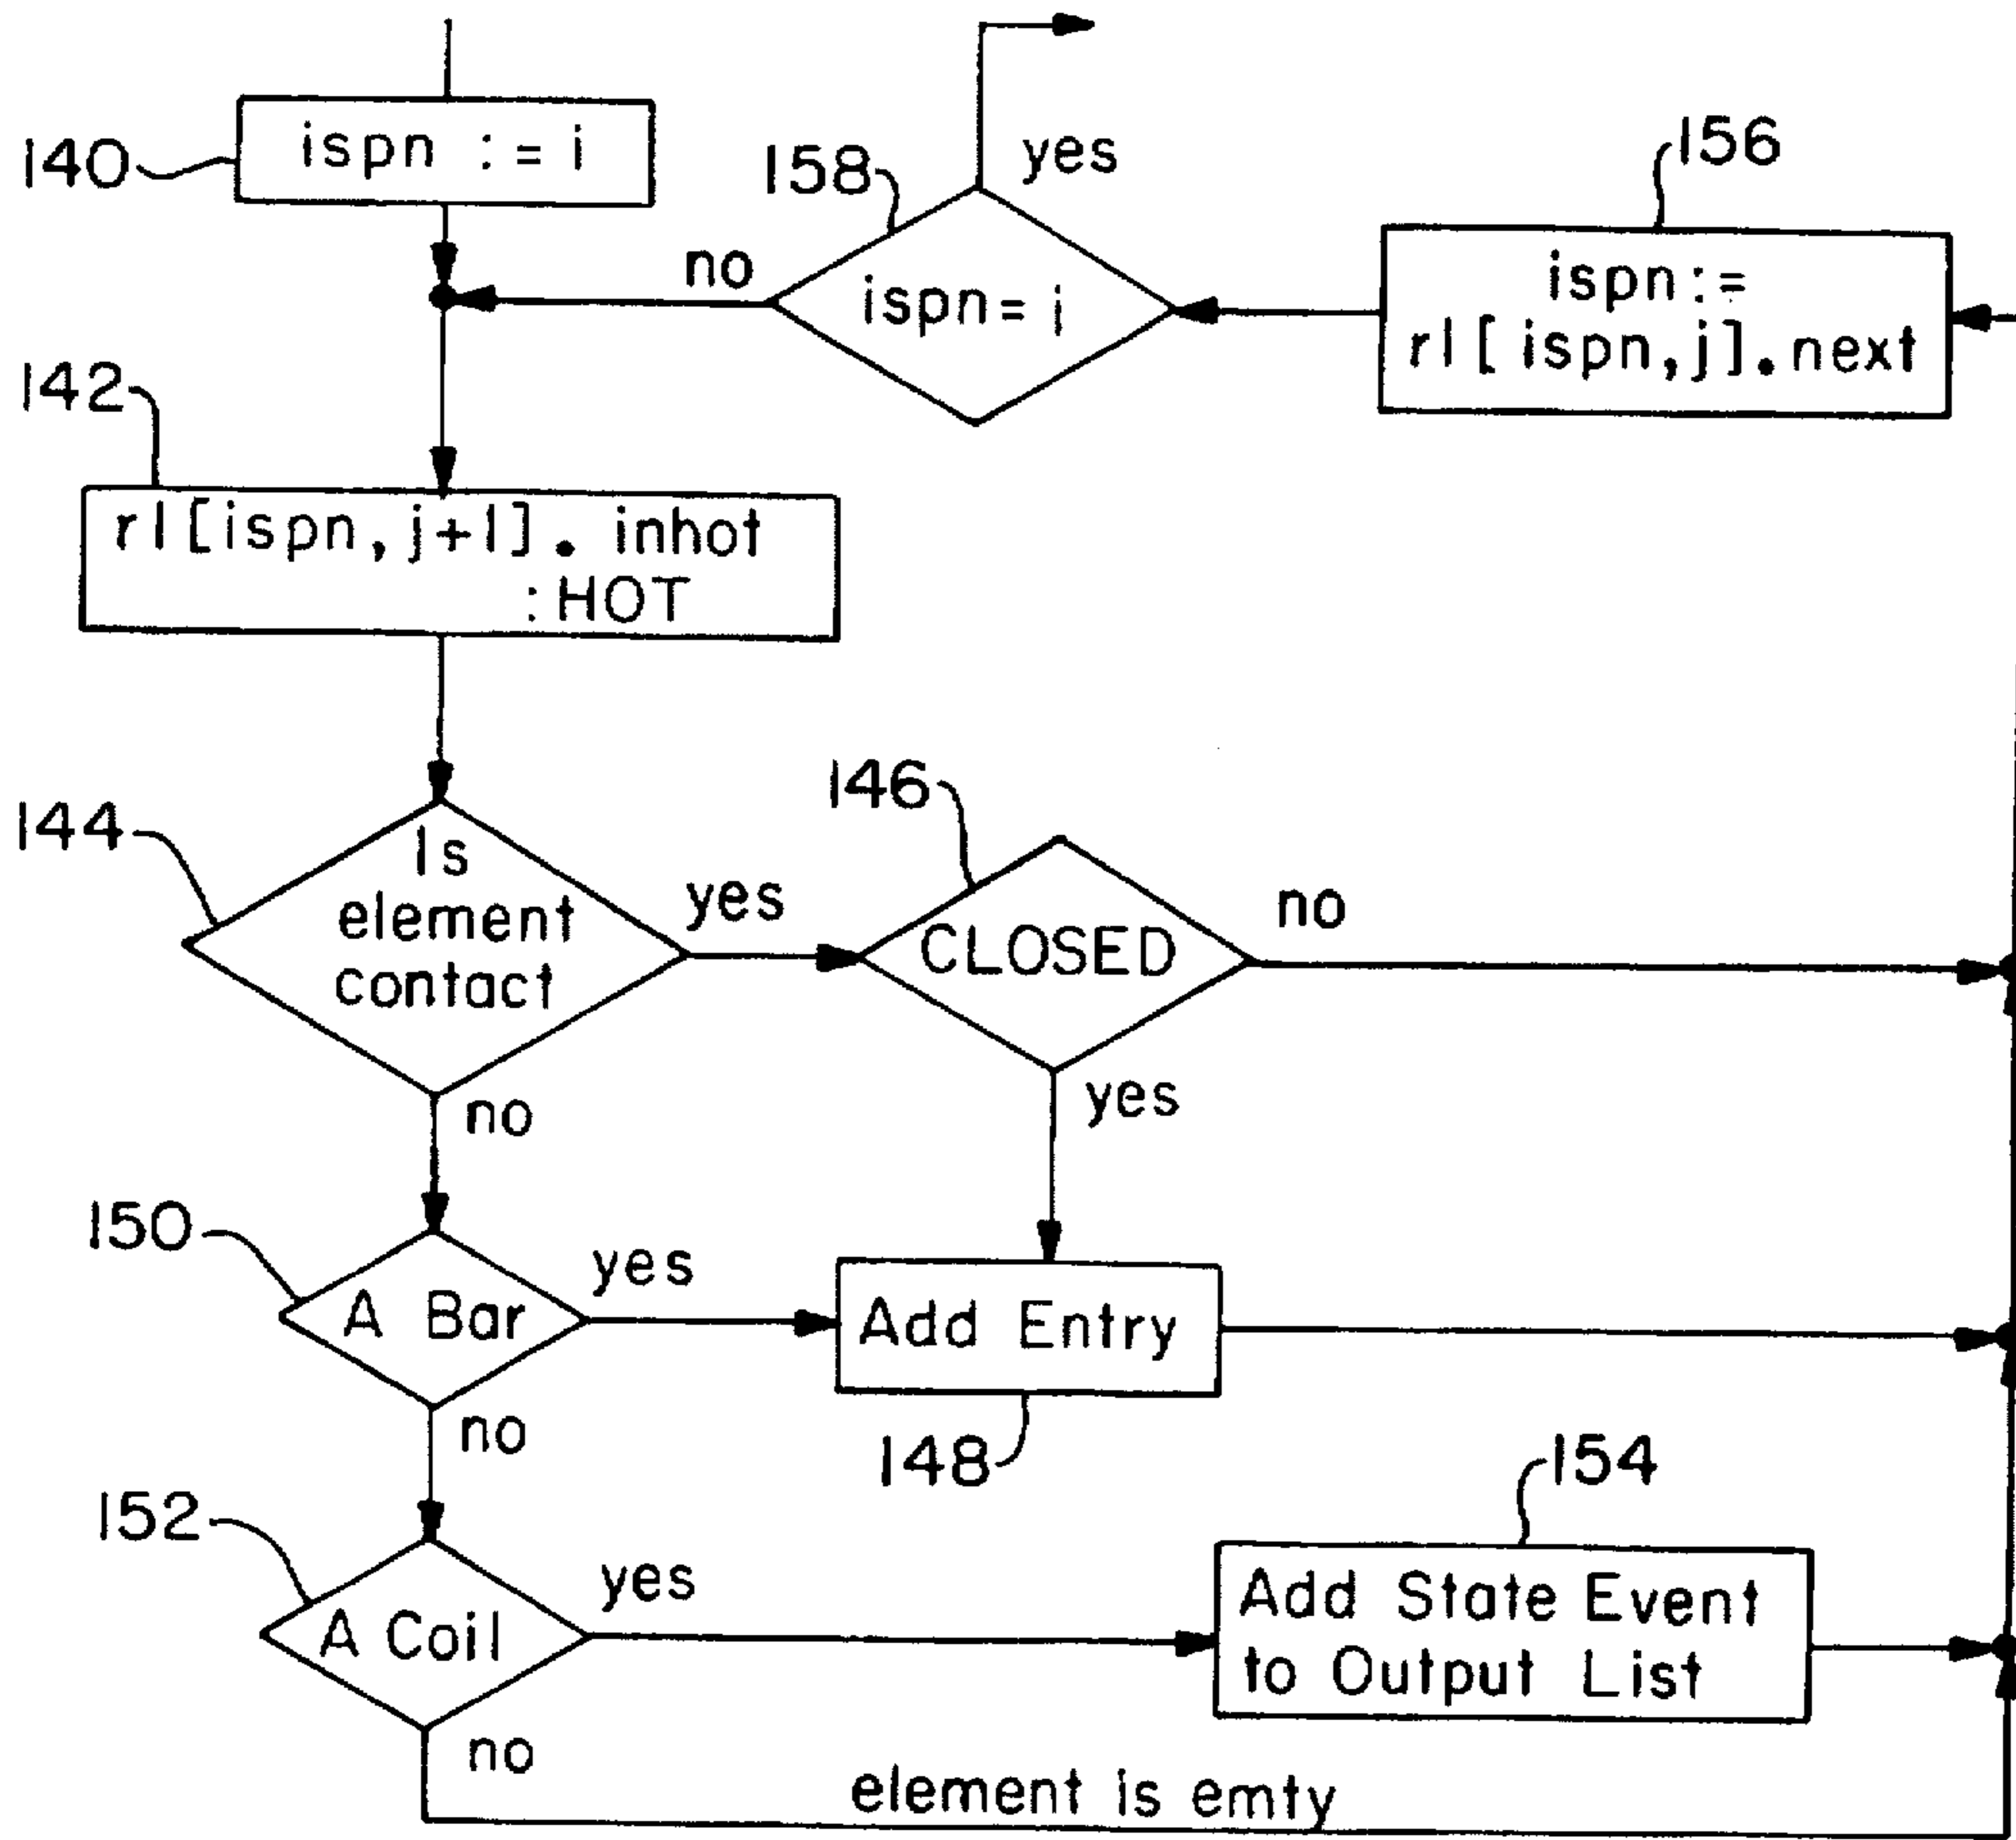 140
ispn := i
158
yes
156
no
ispn = i
ispn :=
rl[ispn,j].next
142
rl[ispn,j+1]. inhot
:HOT
144
Is
element
contact
yes
146
CLOSED
no
no
yes
150
A Bar
yes
Add Entry
148
no
152
A Coil
yes
154
Add State Event
to Output List
no
element is emty